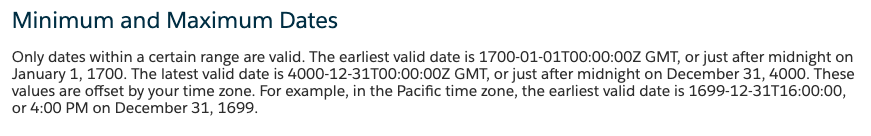 Minimum and Maximum Dates
Only dates within a certain range are valid. The earliest valid date is 1700-01-01T00:00:00Z GMT, or just after midnight on
January 1, 1700. The latest valid date is 4000-12-31T00:00:00Z GMT, or just after midnight on December 31, 4000. These
values are offset by your time zone. For example, in the Pacific time zone, the earliest valid date is 1699-12-31T16:00:00,
or 4:00 PM on December 31, 1699.